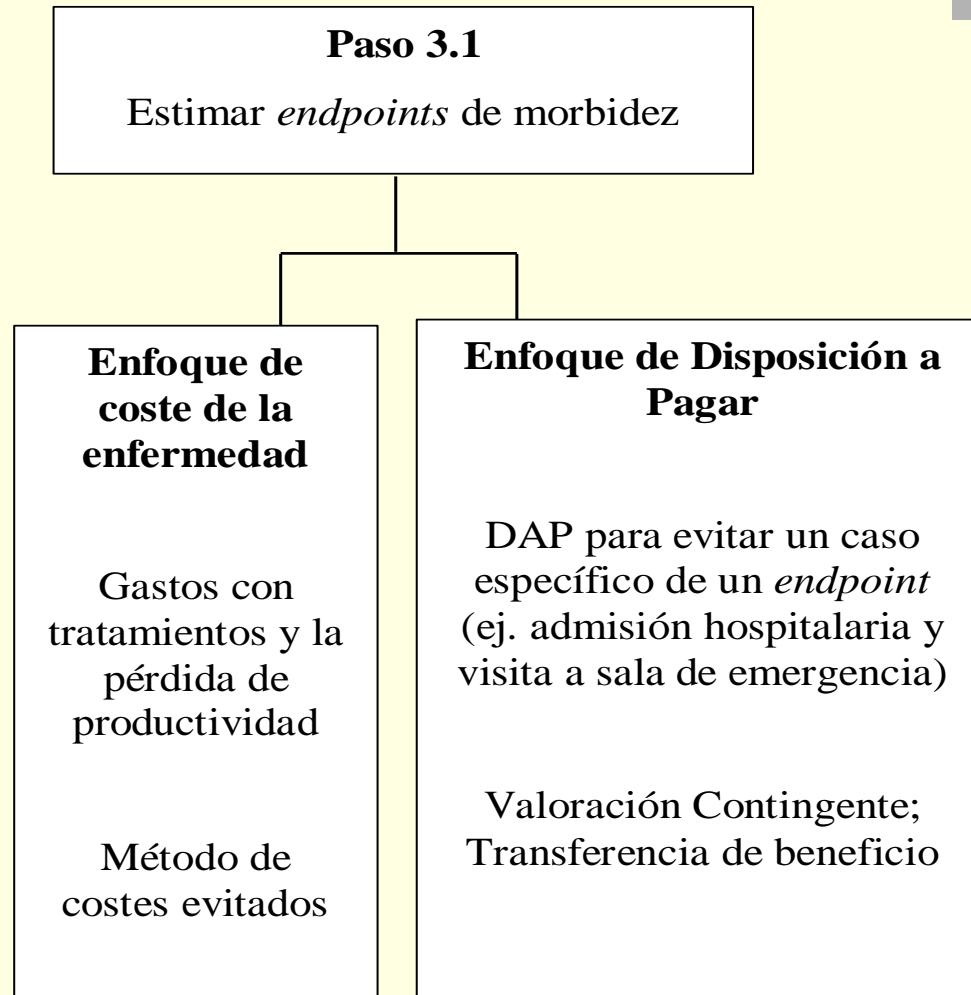 Paso 3.1
Estimar endpoints de morbidez
Enfoque de
coste de la
enfermedad
Gastos con
tratamientos y la
pérdida de
productividad
Método de
costes evitados
Enfoque de Disposición a
Pagar
DAP para evitar un caso
específico de un endpoint
(ej. admisión hospitalaria y
visita a sala de emergencia)
Valoración Contingente;
Transferencia de beneficio